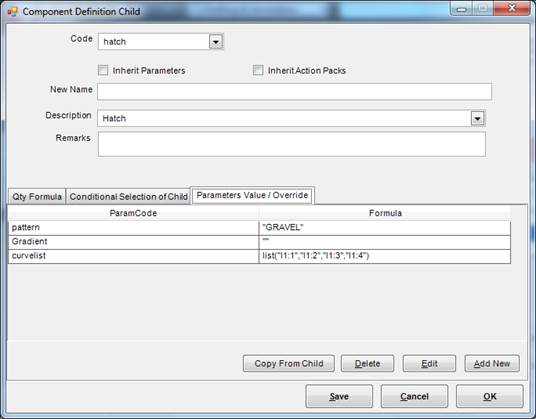 Component Definition Child
Code hatch
Inherit Parameters Inherit Action Packs
New Name
Description Hatch
Remarks
Qty Formula Conditional Selection of Child Parameters Value / Override
ParamCode Formula
pattern "GRAVEL"
Gradient ""
curvelist list("l1:1","l1:2","l1:3","l1:4")
Copy From Child Delete Edit Add New
Save Cancel OK